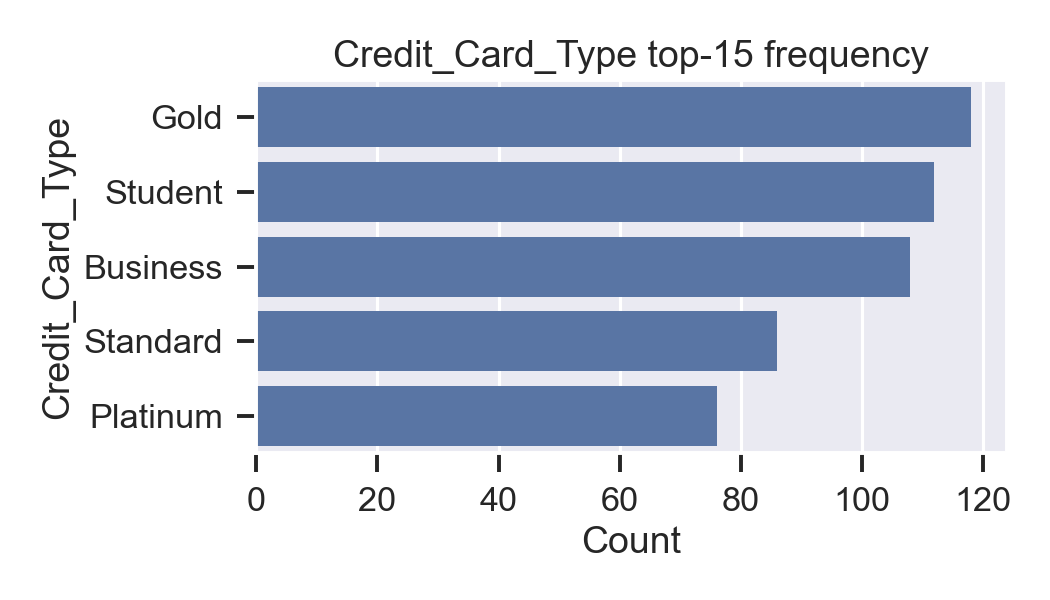 Credit_Card_Type top-15 frequency
Credit_Card_Type
Gold
Student
Business
Standard
Platinum
0 20 40 60 80 100 120
Count